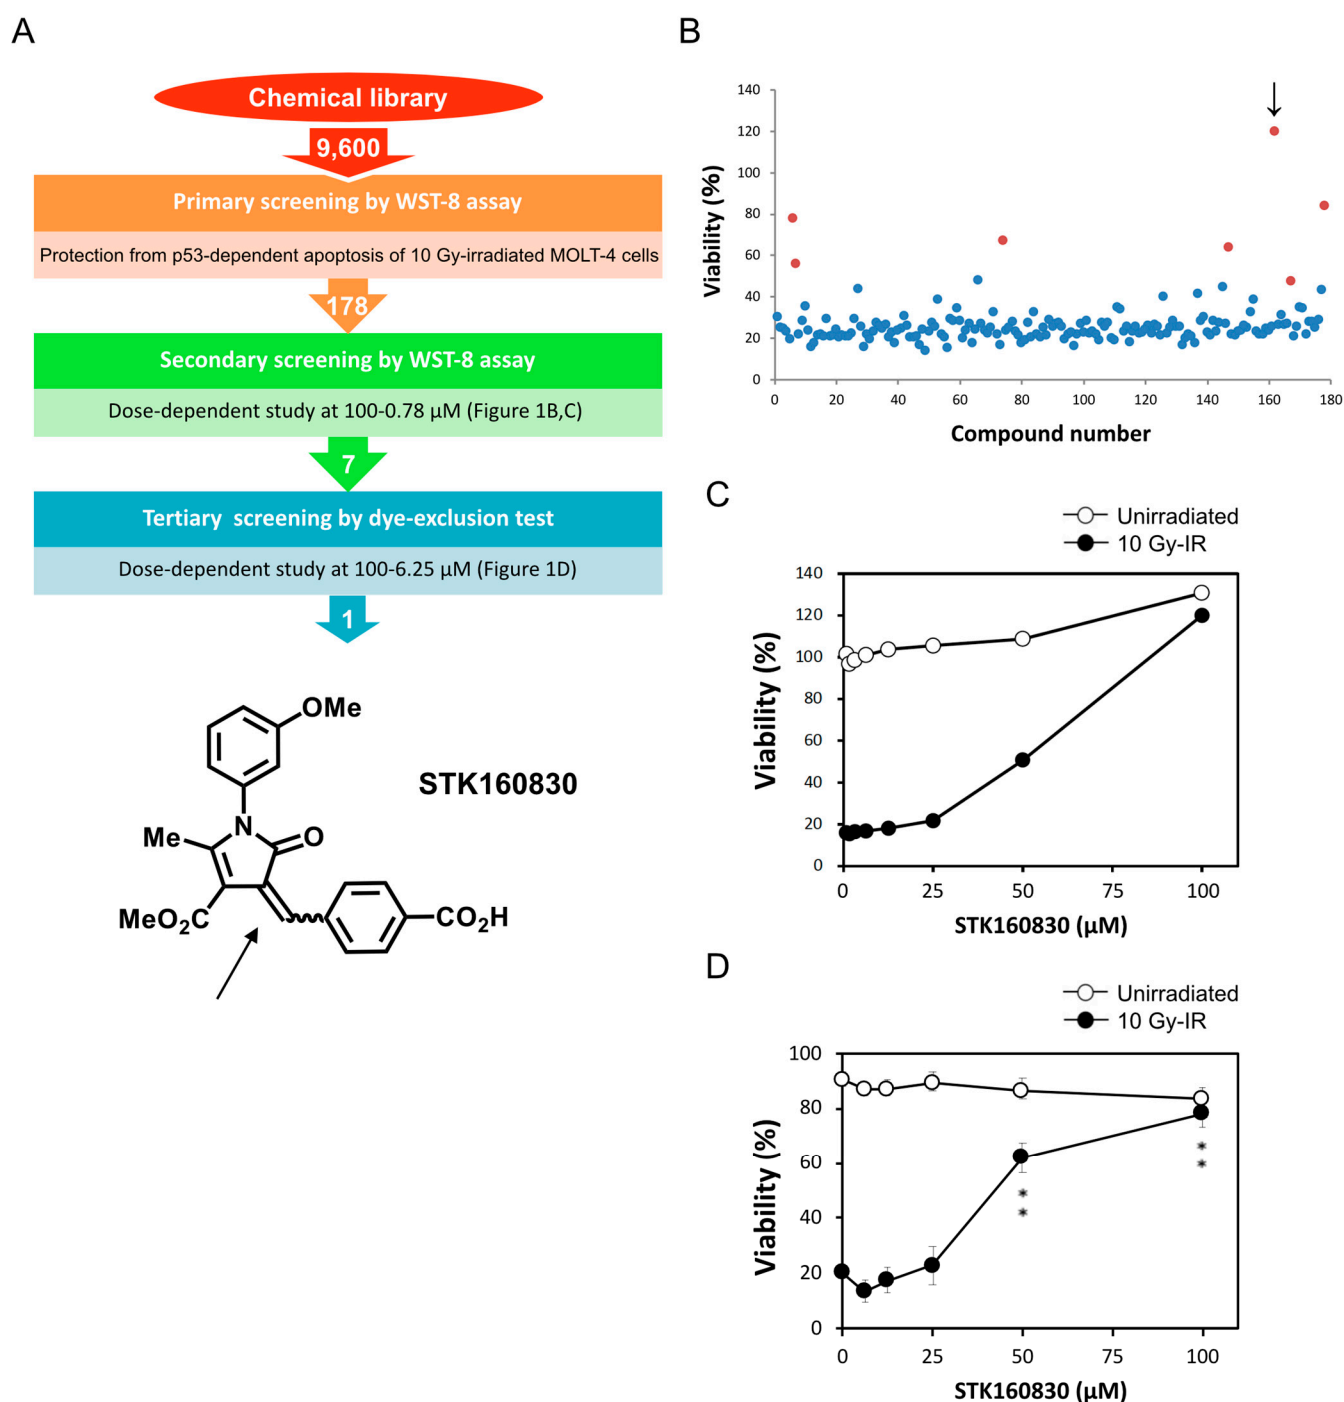 A
Chemical library
9,600
Primary screening by WST-8 assay
Protection from p53-dependent apoptosis of 10 Gy-irradiated MOLT-4 cells
178
Secondary screening by WST-8 assay
Dose-dependent study at 100-0.78 µM (Figure 1B,C)
7
Tertiary screening by dye-exclusion test
Dose-dependent study at 100-6.25 µM (Figure 1D)
1
OMe
STK160830
N
O
Me
MeO₂C
CO₂H
B
140
120
100
80
60
40
20
0
Viability (%)
0 20 40 60 80 100 120 140 160 180
Compound number
C
Unirradiated
10 Gy-IR
140
120
100
80
60
40
20
0
Viability (%)
0 25 50 75 100
STK160830 (µM)
D
Unirradiated
10 Gy-IR
100
80
60
40
20
0
Viability (%)
*
*
*
*
0 25 50 75 100
STK160830 (µM)